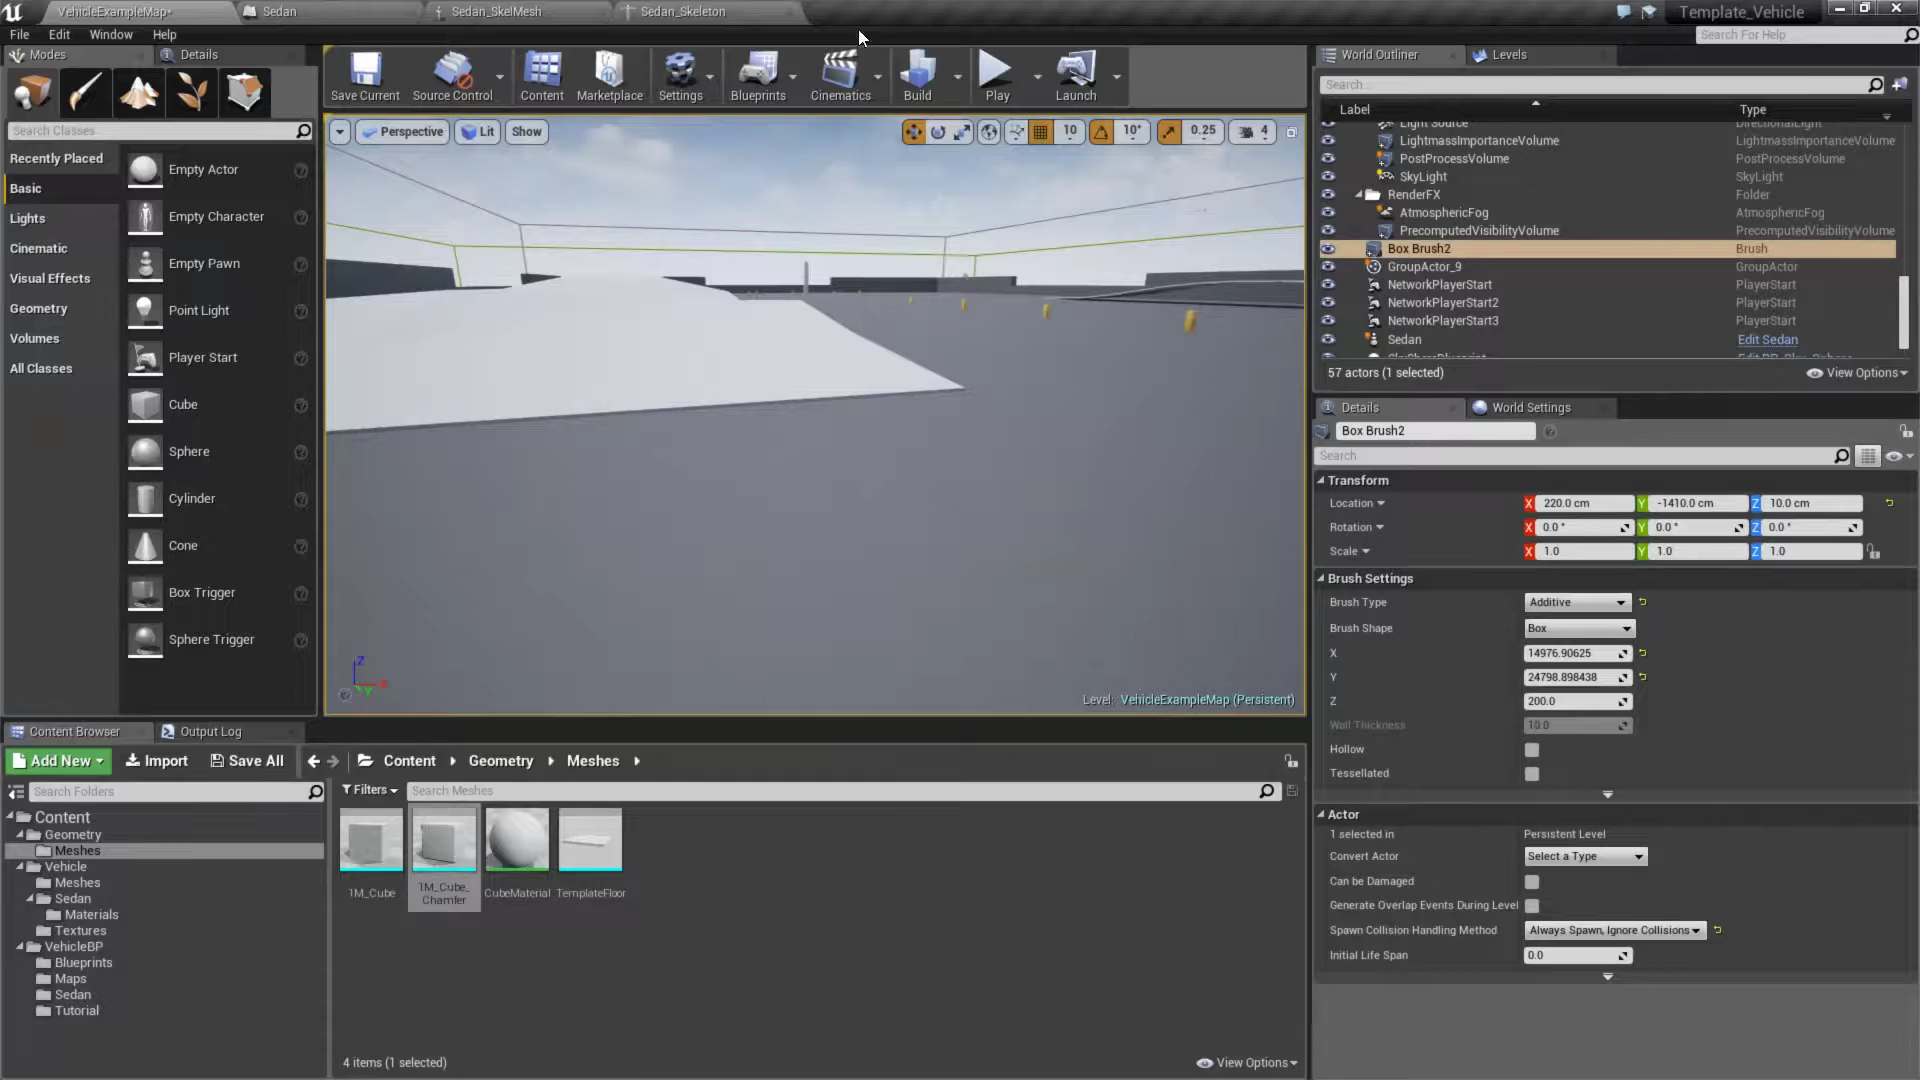 VehicleExampleMap*
Sedan
Sedan_SkelMesh
Sedan_Skeleton
Template_Vehicle
File
Edit
Window
Help
Search For Help
Modes
Details
Search Classes
Recently Placed
Basic
Lights
Cinematic
Visual Effects
Geometry
Volumes
All Classes
Empty Actor
Empty Character
Empty Pawn
Point Light
Player Start
Cube
Sphere
Cylinder
Cone
Box Trigger
Sphere Trigger
Save Current
Source Control
Content
Marketplace
Settings
Blueprints
Cinematics
Build
Play
Launch
Perspective
Lit
Show
10
10°
0.25
4
Level: VehicleExampleMap (Persistent)
World Outliner
Levels
Search...
Label
Type
Light Source DirectionalLight
LightmassImportanceVolume LightmassImportanceVolume
PostProcessVolume PostProcessVolume
SkyLight SkyLight
RenderFX Folder
AtmosphericFog AtmosphericFog
PrecomputedVisibilityVolume PrecomputedVisibilityVolume
Box Brush2 Brush
GroupActor_9 GroupActor
NetworkPlayerStart PlayerStart
NetworkPlayerStart2 PlayerStart
NetworkPlayerStart3 PlayerStart
Sedan Edit Sedan
57 actors (1 selected)
View Options
Details
World Settings
Box Brush2
Search
Transform
Location X 220.0 cm Y -1410.0 cm Z 10.0 cm
Rotation X 0.0 ° Y 0.0 ° Z 0.0 °
Scale X 1.0 Y 1.0 Z 1.0
Brush Settings
Brush Type Additive
Brush Shape Box
X 14976.90625
Y 24798.898438
Z 200.0
Wall Thickness 10.0
Hollow
Tessellated
Actor
1 selected in Persistent Level
Convert Actor Select a Type
Can be Damaged
Generate Overlap Events During Level
Spawn Collision Handling Method Always Spawn, Ignore Collisions
Initial Life Span 0.0
Content Browser
Output Log
Add New
Import
Save All
Content
Geometry
Meshes
Search Folders
Filters
Search Meshes
Content
Geometry
Meshes
Vehicle
Meshes
Sedan
Materials
Textures
VehicleBP
Blueprints
Maps
Sedan
Tutorial
1M_Cube
1M_Cube_
Chamfer
CubeMaterial
TemplateFloor
4 items (1 selected)
View Options